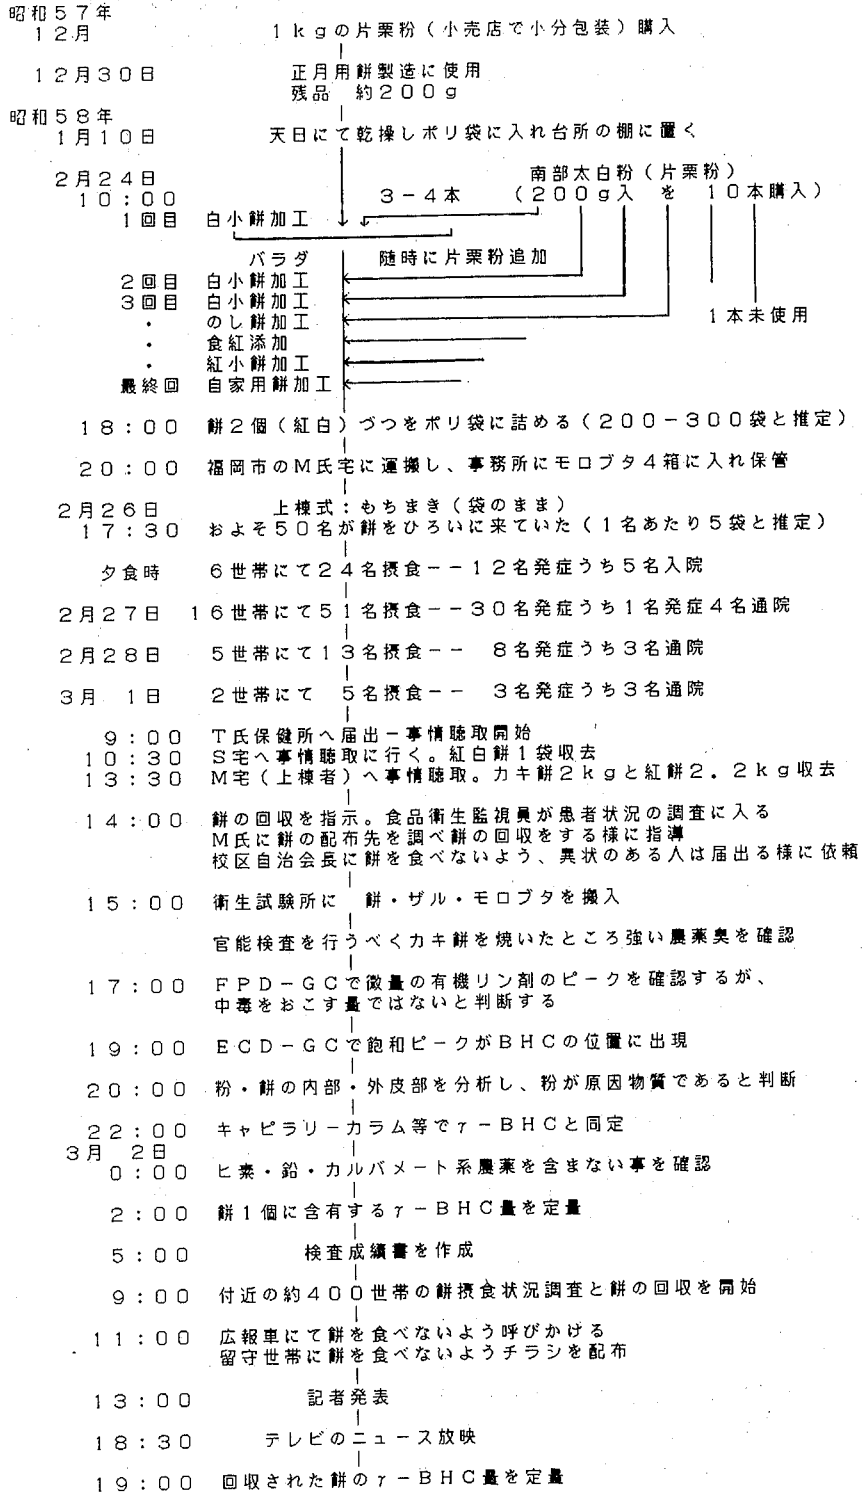 昭和57年
12月 1kgの片栗粉(小売店で小分包装)購入
12月30日 正月用餅製造に使用
残品 約200g
昭和58年
1月10日 天日にて乾操しポリ袋に入れ台所の棚に置く
2月24日 南部太白粉(片栗粉)
10:00 3-4本 (200g入を10本購入)
1回目 白小餅加工
バラダ 随時に片栗粉追加
2回目 白小餅加工
3回目 白小餅加工
・ のし餅加工 1本未使用
・ 食紅添加
・ 紅小餅加工
最終回 自家用餅加工
18:00 餅2個(紅白)づつをポリ袋に詰める(200-300袋と推定)
20:00 福岡市のM氏宅に運搬し、事務所にモロブタ4箱に入れ保管
2月26日 上棟式:もちまき(袋のまま)
17:30 およそ50名が餅をひろいに来ていた(1名あたり5袋と推定)
夕食時 6世帯にて24名摂食--12名発症うち5名入院
2月27日 16世帯にて51名摂食--30名発症うち1名発症4名通院
2月28日 5世帯にて13名摂食-- 8名発症うち3名通院
3月 1日 2世帯にて 5名摂食-- 3名発症うち3名通院
9:00 T氏保健所へ届出-事情聴取開始
10:30 S宅へ事情聴取に行く。紅白餅1袋収去
13:30 M宅(上棟者)へ事情聴取。カキ餅2kgと紅餅2.2kg収去
14:00 餅の回収を指示。食品衛生監視員が患者状況の調査に入る
M氏に餅の配布先を調べ餅の回収をする様に指導
校区自治会長に餅を食べないよう、異状のある人は届出る様に依頼
15:00 衛生試験所に 餅・ザル・モロブタを搬入
官能検査を行うべくカキ餅を焼いたところ強い農薬臭を確認
17:00 FPD-GCで微量の有機リン剤のピークを確認するが、
中毒をおこす量ではないと判断する
19:00 ECD-GCで飽和ピークがBHCの位置に出現
20:00 粉・餅の内部・外皮部を分析し、粉が原因物質であると判断
22:00 キャピラリーカラム等でγ-BHCと同定
3月 2日
0:00 ヒ素・鉛・カルバメート系農薬を含まない事を確認
2:00 餅1個に含有するγ-BHC量を定量
5:00 検査成績書を作成
9:00 付近の約400世帯の餅摂食状況調査と餅の回収を開始
11:00 広報車にて餅を食べないよう呼びかける
留守世帯に餅を食べないようチラシを配布
13:00 記者発表
18:30 テレビのニュース放映
19:00 回収された餅のγ-BHC量を定量